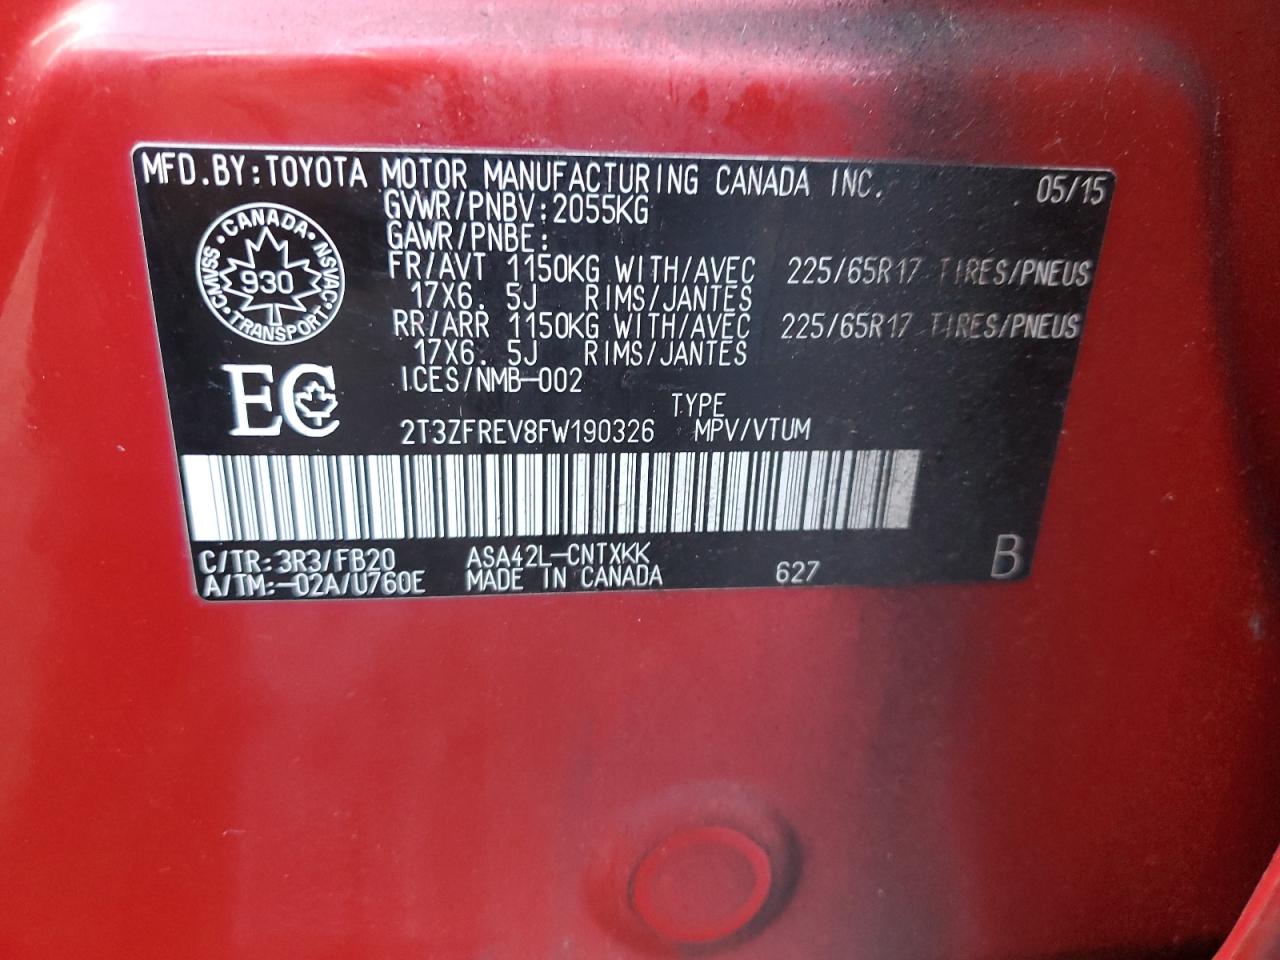 MFD.BY:TOYOTA MOTOR MANUFACTURING CANADA INC. 05/15
GVWR/PNBV:2055KG
GAWR/PNBE:
FR/AVT 1150KG WITH/AVEC 225/65R17 TIRES/PNEUS
17X6. 5J RIMS/JANTES
RR/ARR 1150KG WITH/AVEC 225/65R17 TIRES/PNEUS
17X6. 5J RIMS/JANTES
ICES/NMB-002
CANADA
CMVSS 930 NSVAC
TRANSPORT
EC
TYPE
2T3ZFREV8FW190326 MPV/VTUM
C/TR:3R3/FB20 ASA42L-CNTXKK
A/TM:-02A/U760E MADE IN CANADA 627 B